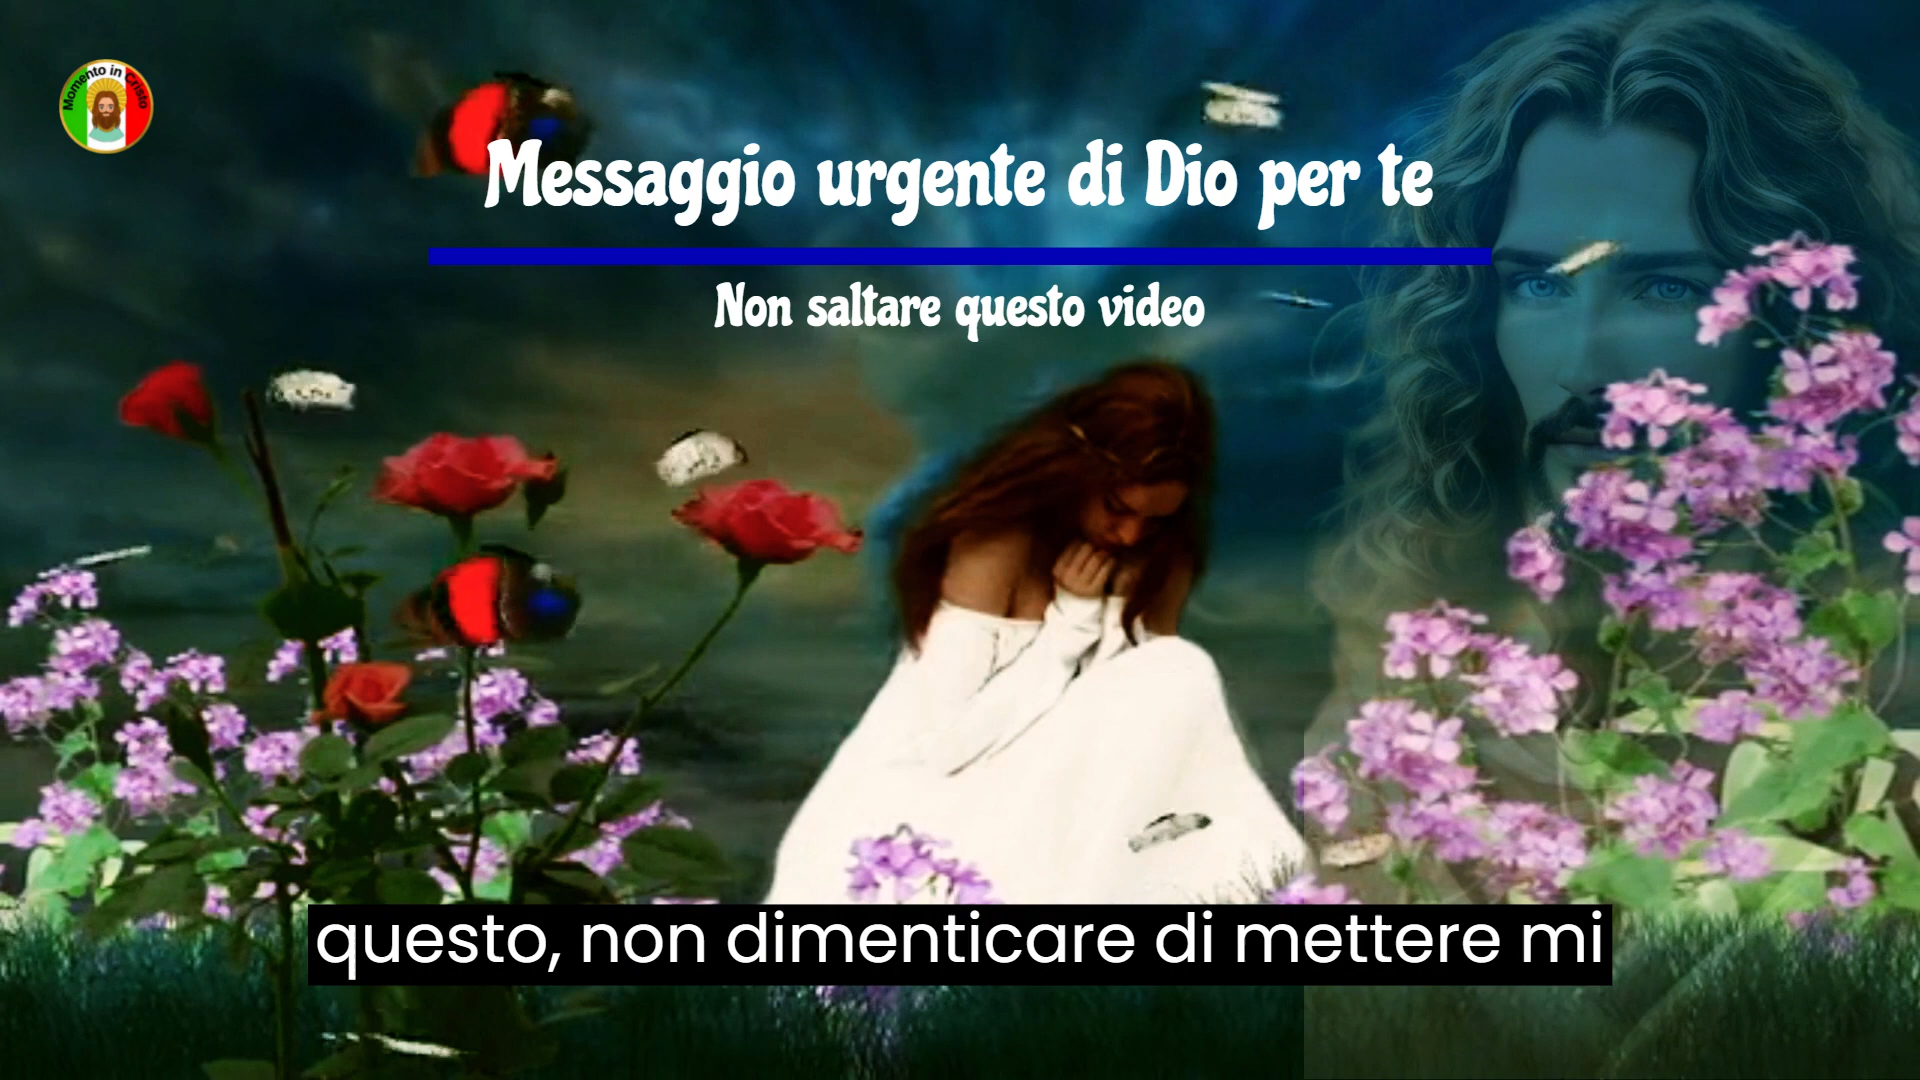 Momento in Cristo
Messaggio urgente di Dio per te
Non saltare questo video
questo, non dimenticare di mettere mi